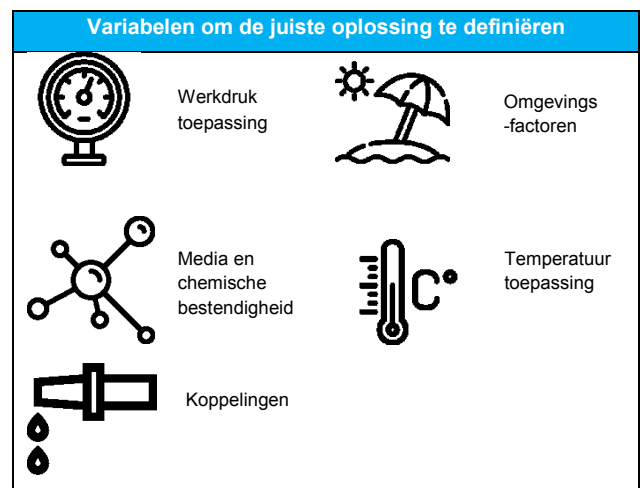 Variabelen om de juiste oplossing te definiëren
Werkdruk
toepassing
Omgevings
-factoren
Media en
chemische
bestendigheid
Temperatuur
toepassing
C°
Koppelingen